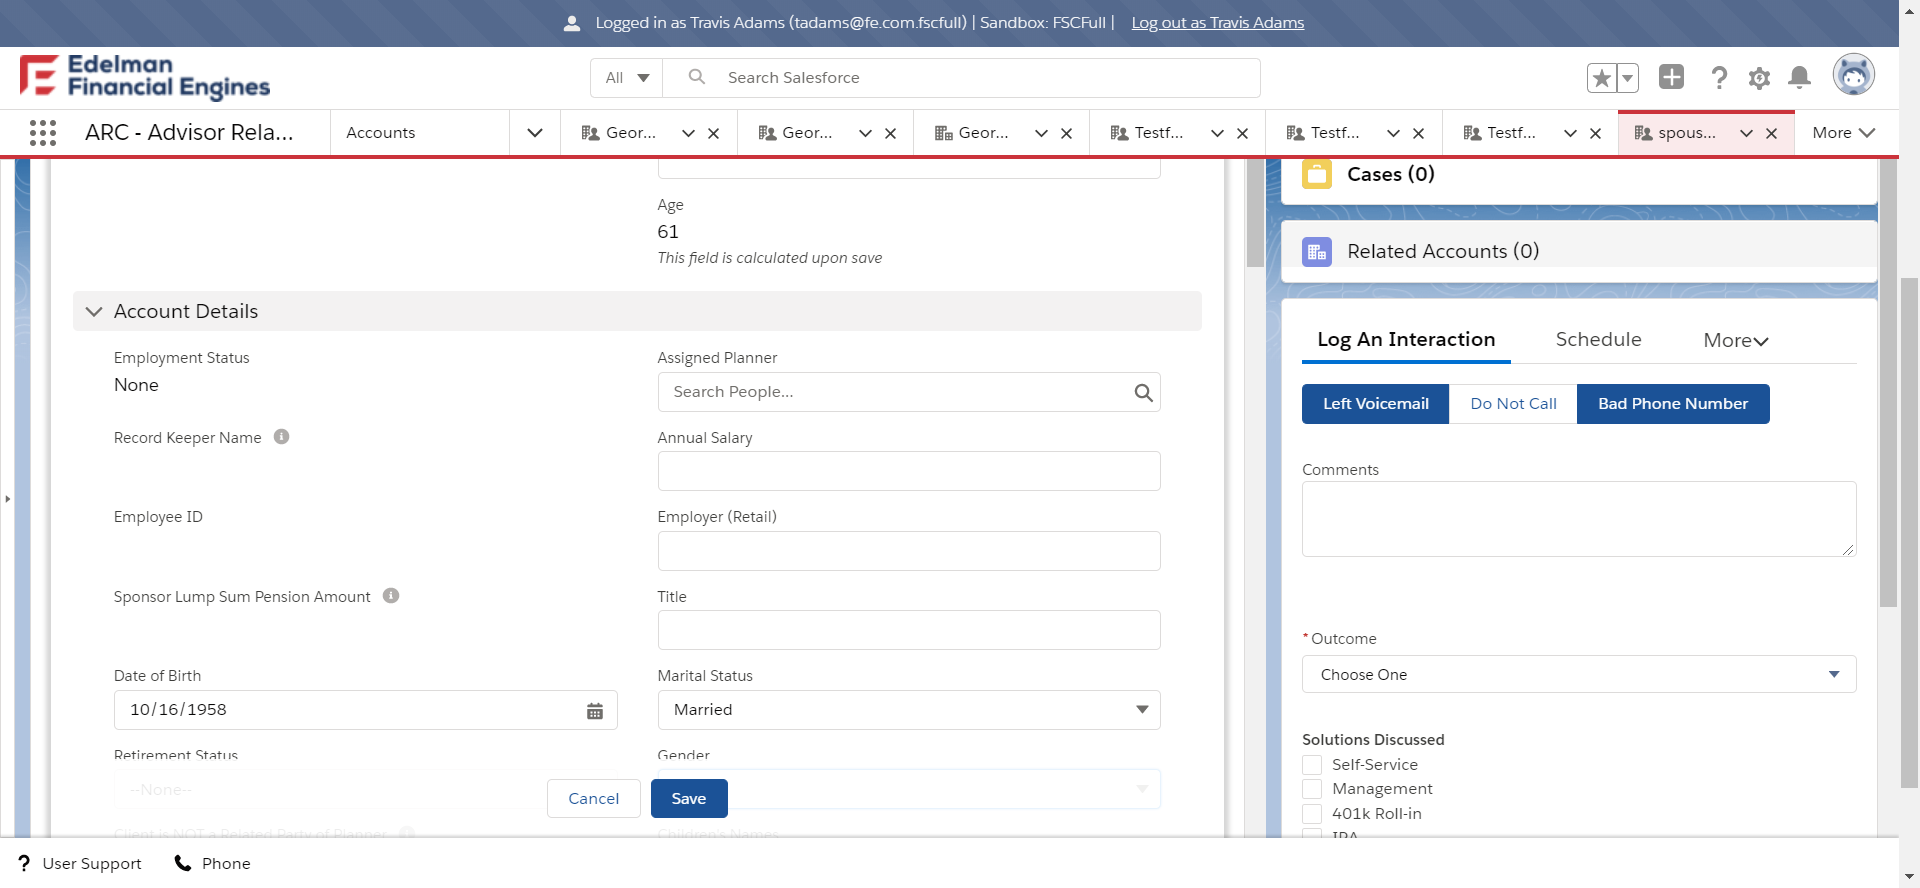 Logged in as Travis Adams (tadams@fe.com.fscfull) | Sandbox: FSCFull | Log out as Travis Adams
Edelman
Financial Engines
All
Search Salesforce
ARC - Advisor Rela...
Accounts
Geor...
Geor...
Geor...
Testf...
Testf...
Testf...
spous...
More
Age
61
This field is calculated upon save
Account Details
Employment Status
None
Assigned Planner
Search People...
Record Keeper Name
Annual Salary
Employee ID
Employer (Retail)
Sponsor Lump Sum Pension Amount
Title
Date of Birth
10/16/1958
Marital Status
Married
Retirement Status
--None--
Gender
Cancel
Save
Client is NOT a Related Party of Planner
Children's Names
Cases (0)
Related Accounts (0)
Log An Interaction
Schedule
More
Left Voicemail
Do Not Call
Bad Phone Number
Comments
*Outcome
Choose One
Solutions Discussed
Self-Service
Management
401k Roll-in
IRA
? User Support
Phone